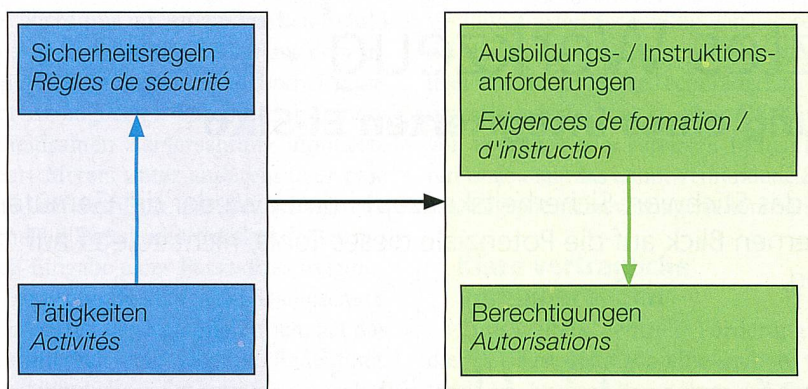 Sicherheitsregeln
Règles de sécurité
Tätigkeiten
Activités
Ausbildungs- / Instruktions-
anforderungen
Exigences de formation /
d'instruction
Berechtigungen
Autorisations